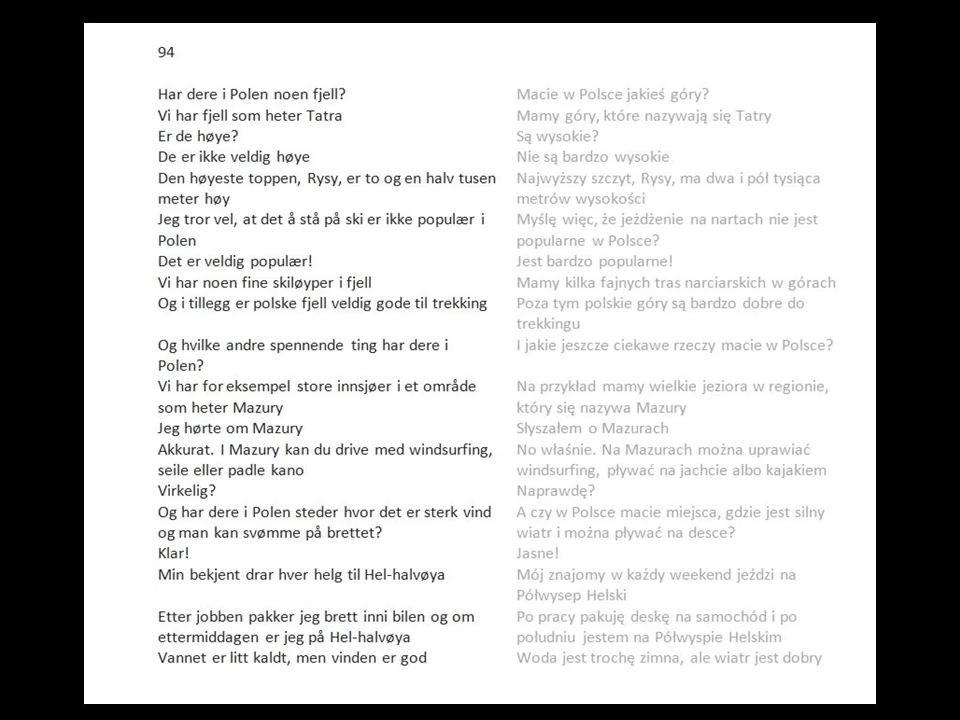 94
Har dere i Polen noen fjell?
Vi har fjell som heter Tatra
Er de høye?
De er ikke veldig høye
Den høyeste toppen, Rysy, er to og en halv tusen
meter høy
Jeg tror vel, at det å stå på ski er ikke populær i
Polen
Det er veldig populær!
Vi har noen fine skiløyper i fjell
Og i tillegg er polske fjell veldig gode til trekking
Og hvilke andre spennende ting har dere i
Polen?
Vi har for eksempel store innsjøer i et område
som heter Mazury
Jeg hørte om Mazury
Akkurat. I Mazury kan du drive med windsurfing,
seile eller padle kano
Virkelig?
Og har dere i Polen steder hvor det er sterk vind
og man kan svømme på brettet?
Klar!
Min bekjent drar hver helg til Hel-halvøya
Etter jobben pakker jeg brett inni bilen og om
ettermiddagen er jeg på Hel-halvøya
Vannet er litt kaldt, men vinden er god
Macie w Polsce jakieś góry?
Mamy góry, które nazywają się Tatry
Są wysokie?
Nie są bardzo wysokie
Najwyższy szczyt, Rysy, ma dwa i pół tysiąca
metrów wysokości
Myślę więc, że jeżdżenie na nartach nie jest
popularne w Polsce?
Jest bardzo popularne!
Mamy kilka fajnych tras narciarskich w górach
Poza tym polskie góry są bardzo dobre do
trekkingu
I jakie jeszcze ciekawe rzeczy macie w Polsce?
Na przykład mamy wielkie jeziora w regionie,
który się nazywa Mazury
Słyszałem o Mazurach
No właśnie. Na Mazurach można uprawiać
windsurfing, pływać na jachcie albo kajakiem
Naprawdę?
A czy w Polsce macie miejsca, gdzie jest silny
wiatr i można pływać na desce?
Jasne!
Mój znajomy w każdy weekend jeździ na
Półwysep Helski
Po pracy pakuję deskę na samochód i po
południu jestem na Półwyspie Helskim
Woda jest trochę zimna, ale wiatr jest dobry